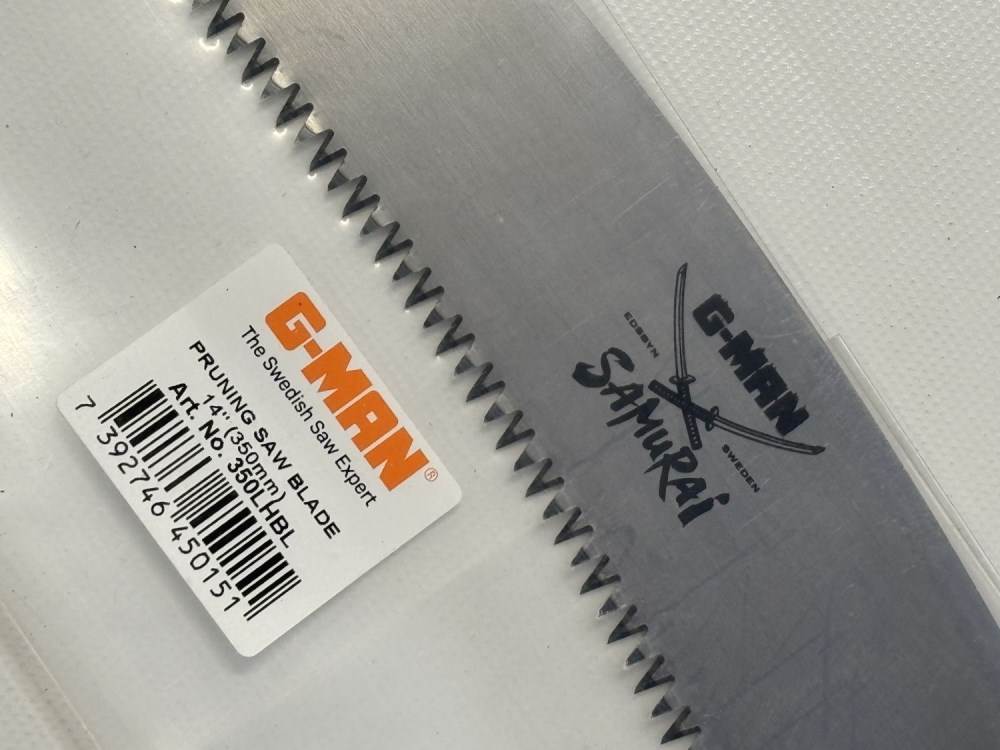 G-MAN®
The Swedish Saw Expert
PRUNING SAW BLADE
14" (350mm)
Art. No. 350LHBL
7 392746 450151
G-MAN
EDSBYN
SWEDEN
SAMURAi